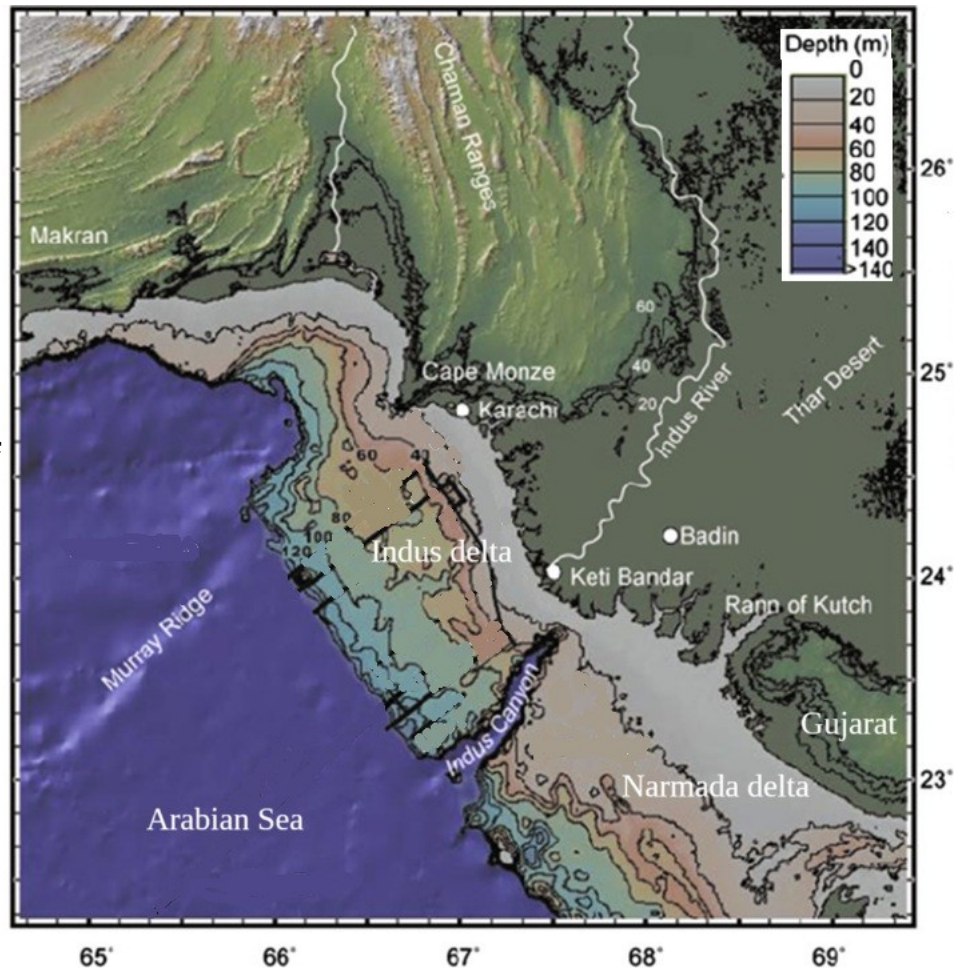 Depth (m)
0
20
40
60
80
100
120
140
>140
Chaman Ranges
26°
Makran
60
Cape Monze
40
25°
Karachi
20
Indus River
Thar Desert
60
40
80
100
120
Indus delta
Badin
Keti Bandar
24°
Rann of Kutch
Murray Ridge
Indus Canyon
Gujarat
Narmada delta
23°
Arabian Sea
65°
66°
67°
68°
69°